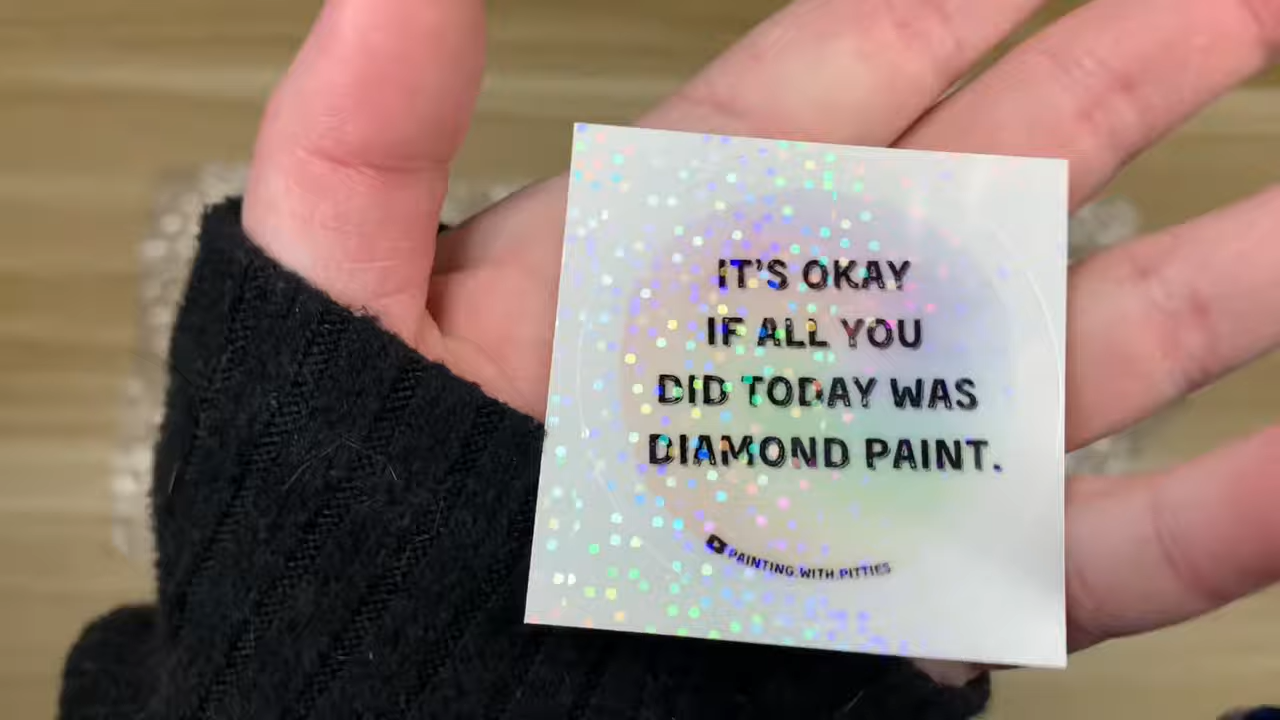 IT'S OKAY
IF ALL YOU
DID TODAY WAS
DIAMOND PAINT.
PAINTING.WITH.PITTIES